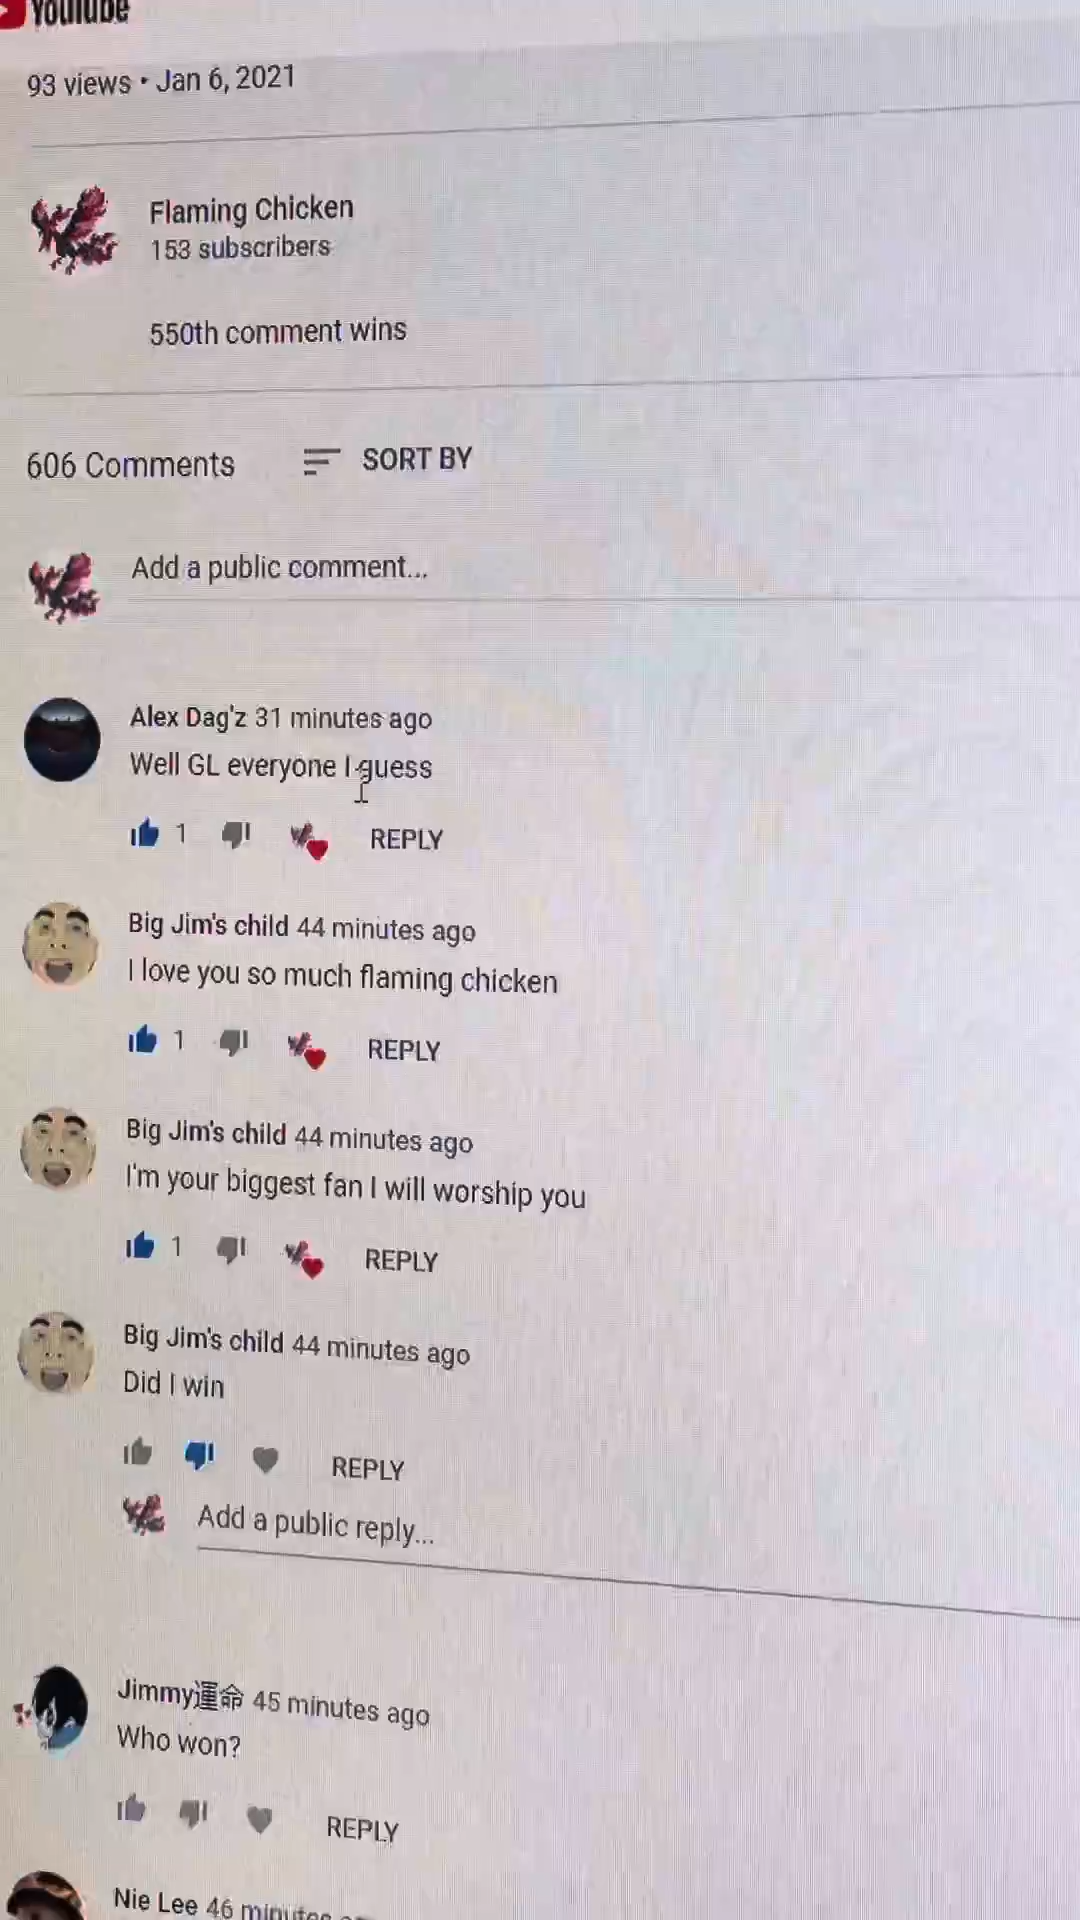 YouTube
93 views • Jan 6, 2021
Flaming Chicken
153 subscribers
550th comment wins
606 Comments SORT BY
Add a public comment...
Alex Dag'z 31 minutes ago
Well GL everyone I guess
1 REPLY
Big Jim's child 44 minutes ago
I love you so much flaming chicken
1 REPLY
Big Jim's child 44 minutes ago
I'm your biggest fan I will worship you
1 REPLY
Big Jim's child 44 minutes ago
Did I win
REPLY
Add a public reply...
Jimmy運命 45 minutes ago
Who won?
REPLY
Nie Lee 46 minutes